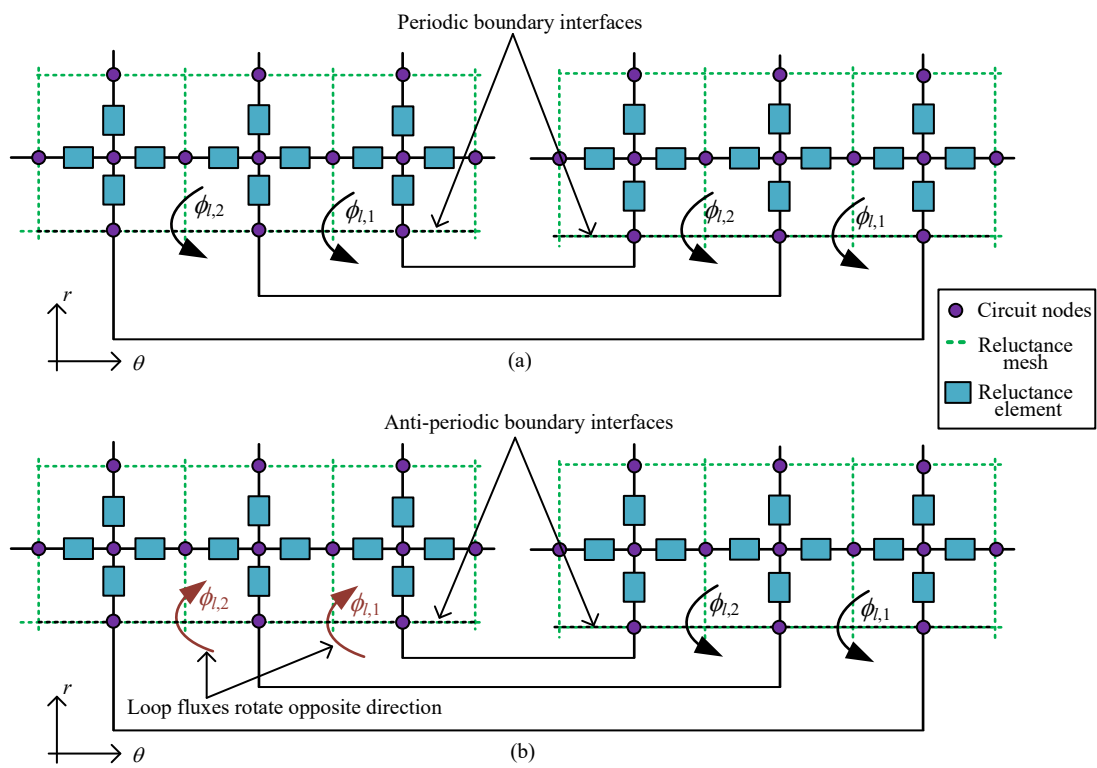 Periodic boundary interfaces
ϕl,2
ϕl,1
ϕl,2
ϕl,1
r
θ
(a)
Circuit nodes
Reluctance
mesh
Reluctance
element
Anti-periodic boundary interfaces
ϕl,2
ϕl,1
ϕl,2
ϕl,1
Loop fluxes rotate opposite direction
r
θ
(b)